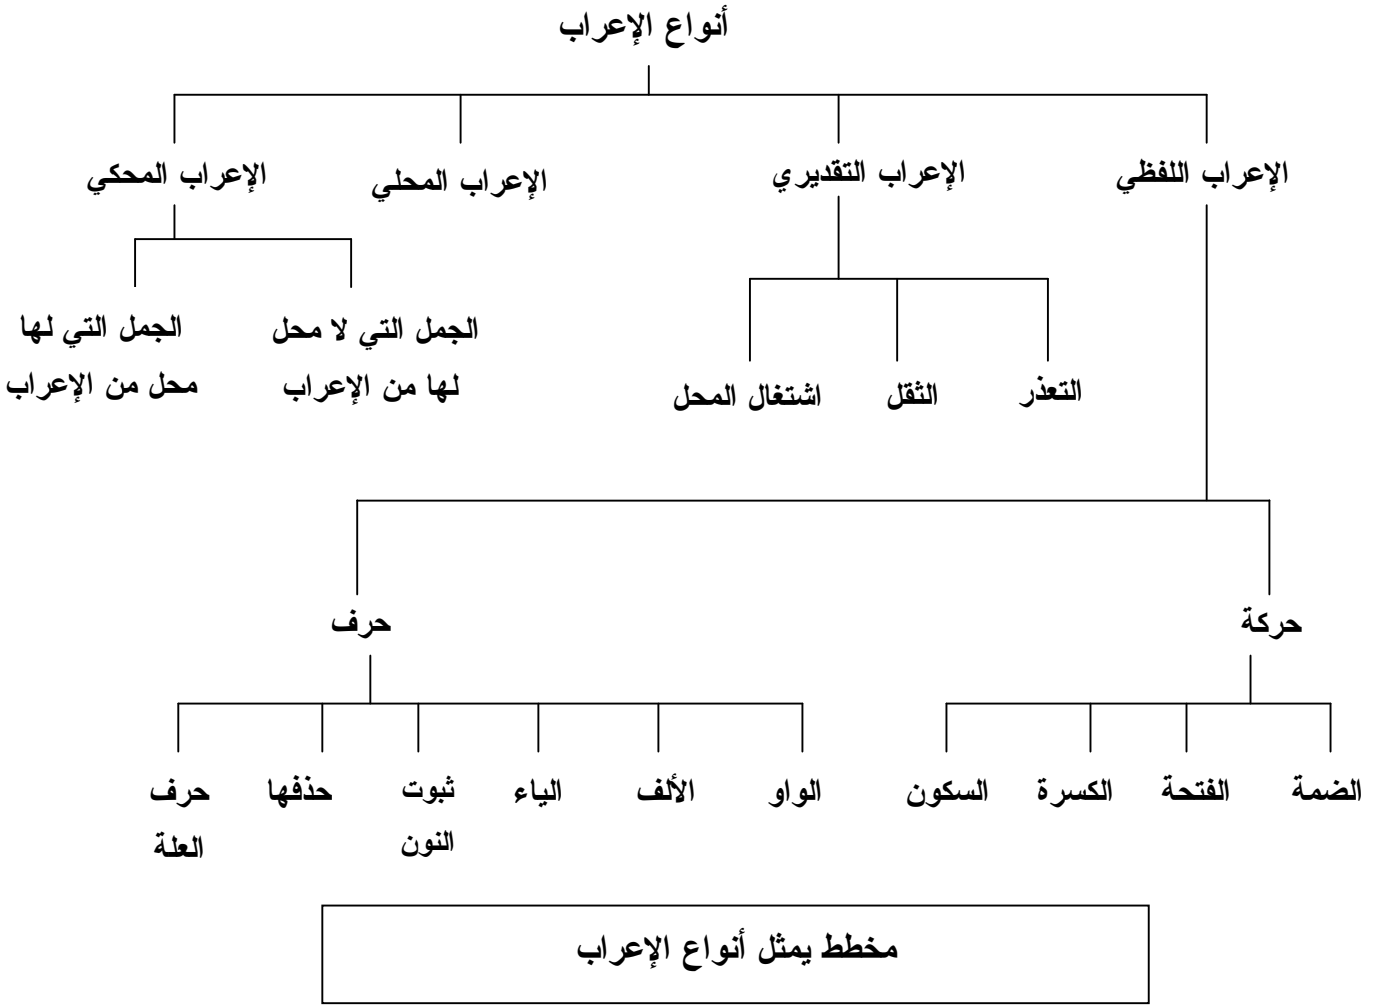 أنواع الإعراب
الإعراب اللفظي
الإعراب التقديري
الإعراب المحلي
الإعراب المحكي
التعذر
الثقل
اشتغال المحل
الجمل التي لا محل
لها من الإعراب
الجمل التي لها
محل من الإعراب
حركة
حرف
الضمة
الفتحة
الكسرة
السكون
الواو
الألف
الياء
ثبوت
النون
حذفها
حرف
العلة
مخطط يمثل أنواع الإعراب